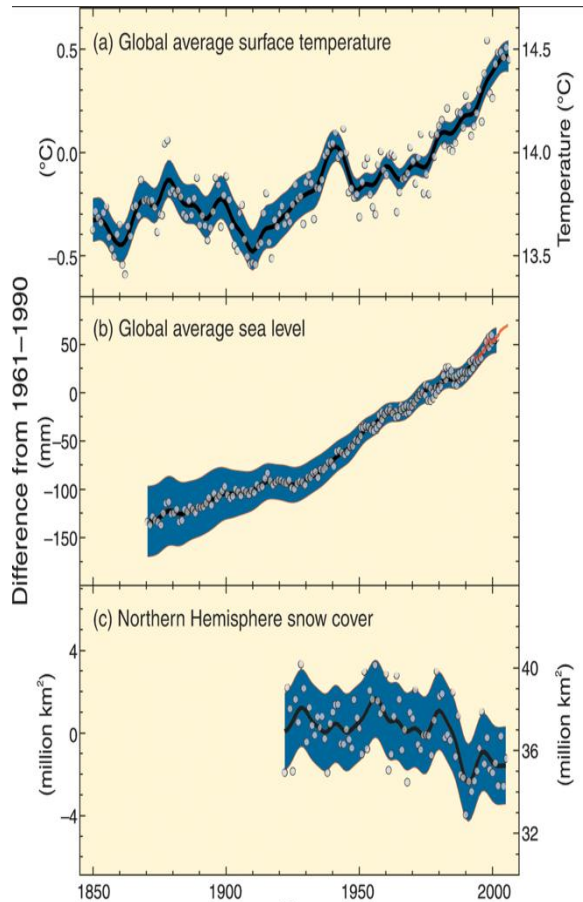 (a) Global average surface temperature
0.5
0.0
−0.5
(°C)
14.5
14.0
13.5
Temperature (°C)
(b) Global average sea level
50
0
−50
−100
−150
(mm)
Difference from 1961–1990
(c) Northern Hemisphere snow cover
4
0
−4
(million km²)
40
36
32
(million km²)
1850
1900
1950
2000